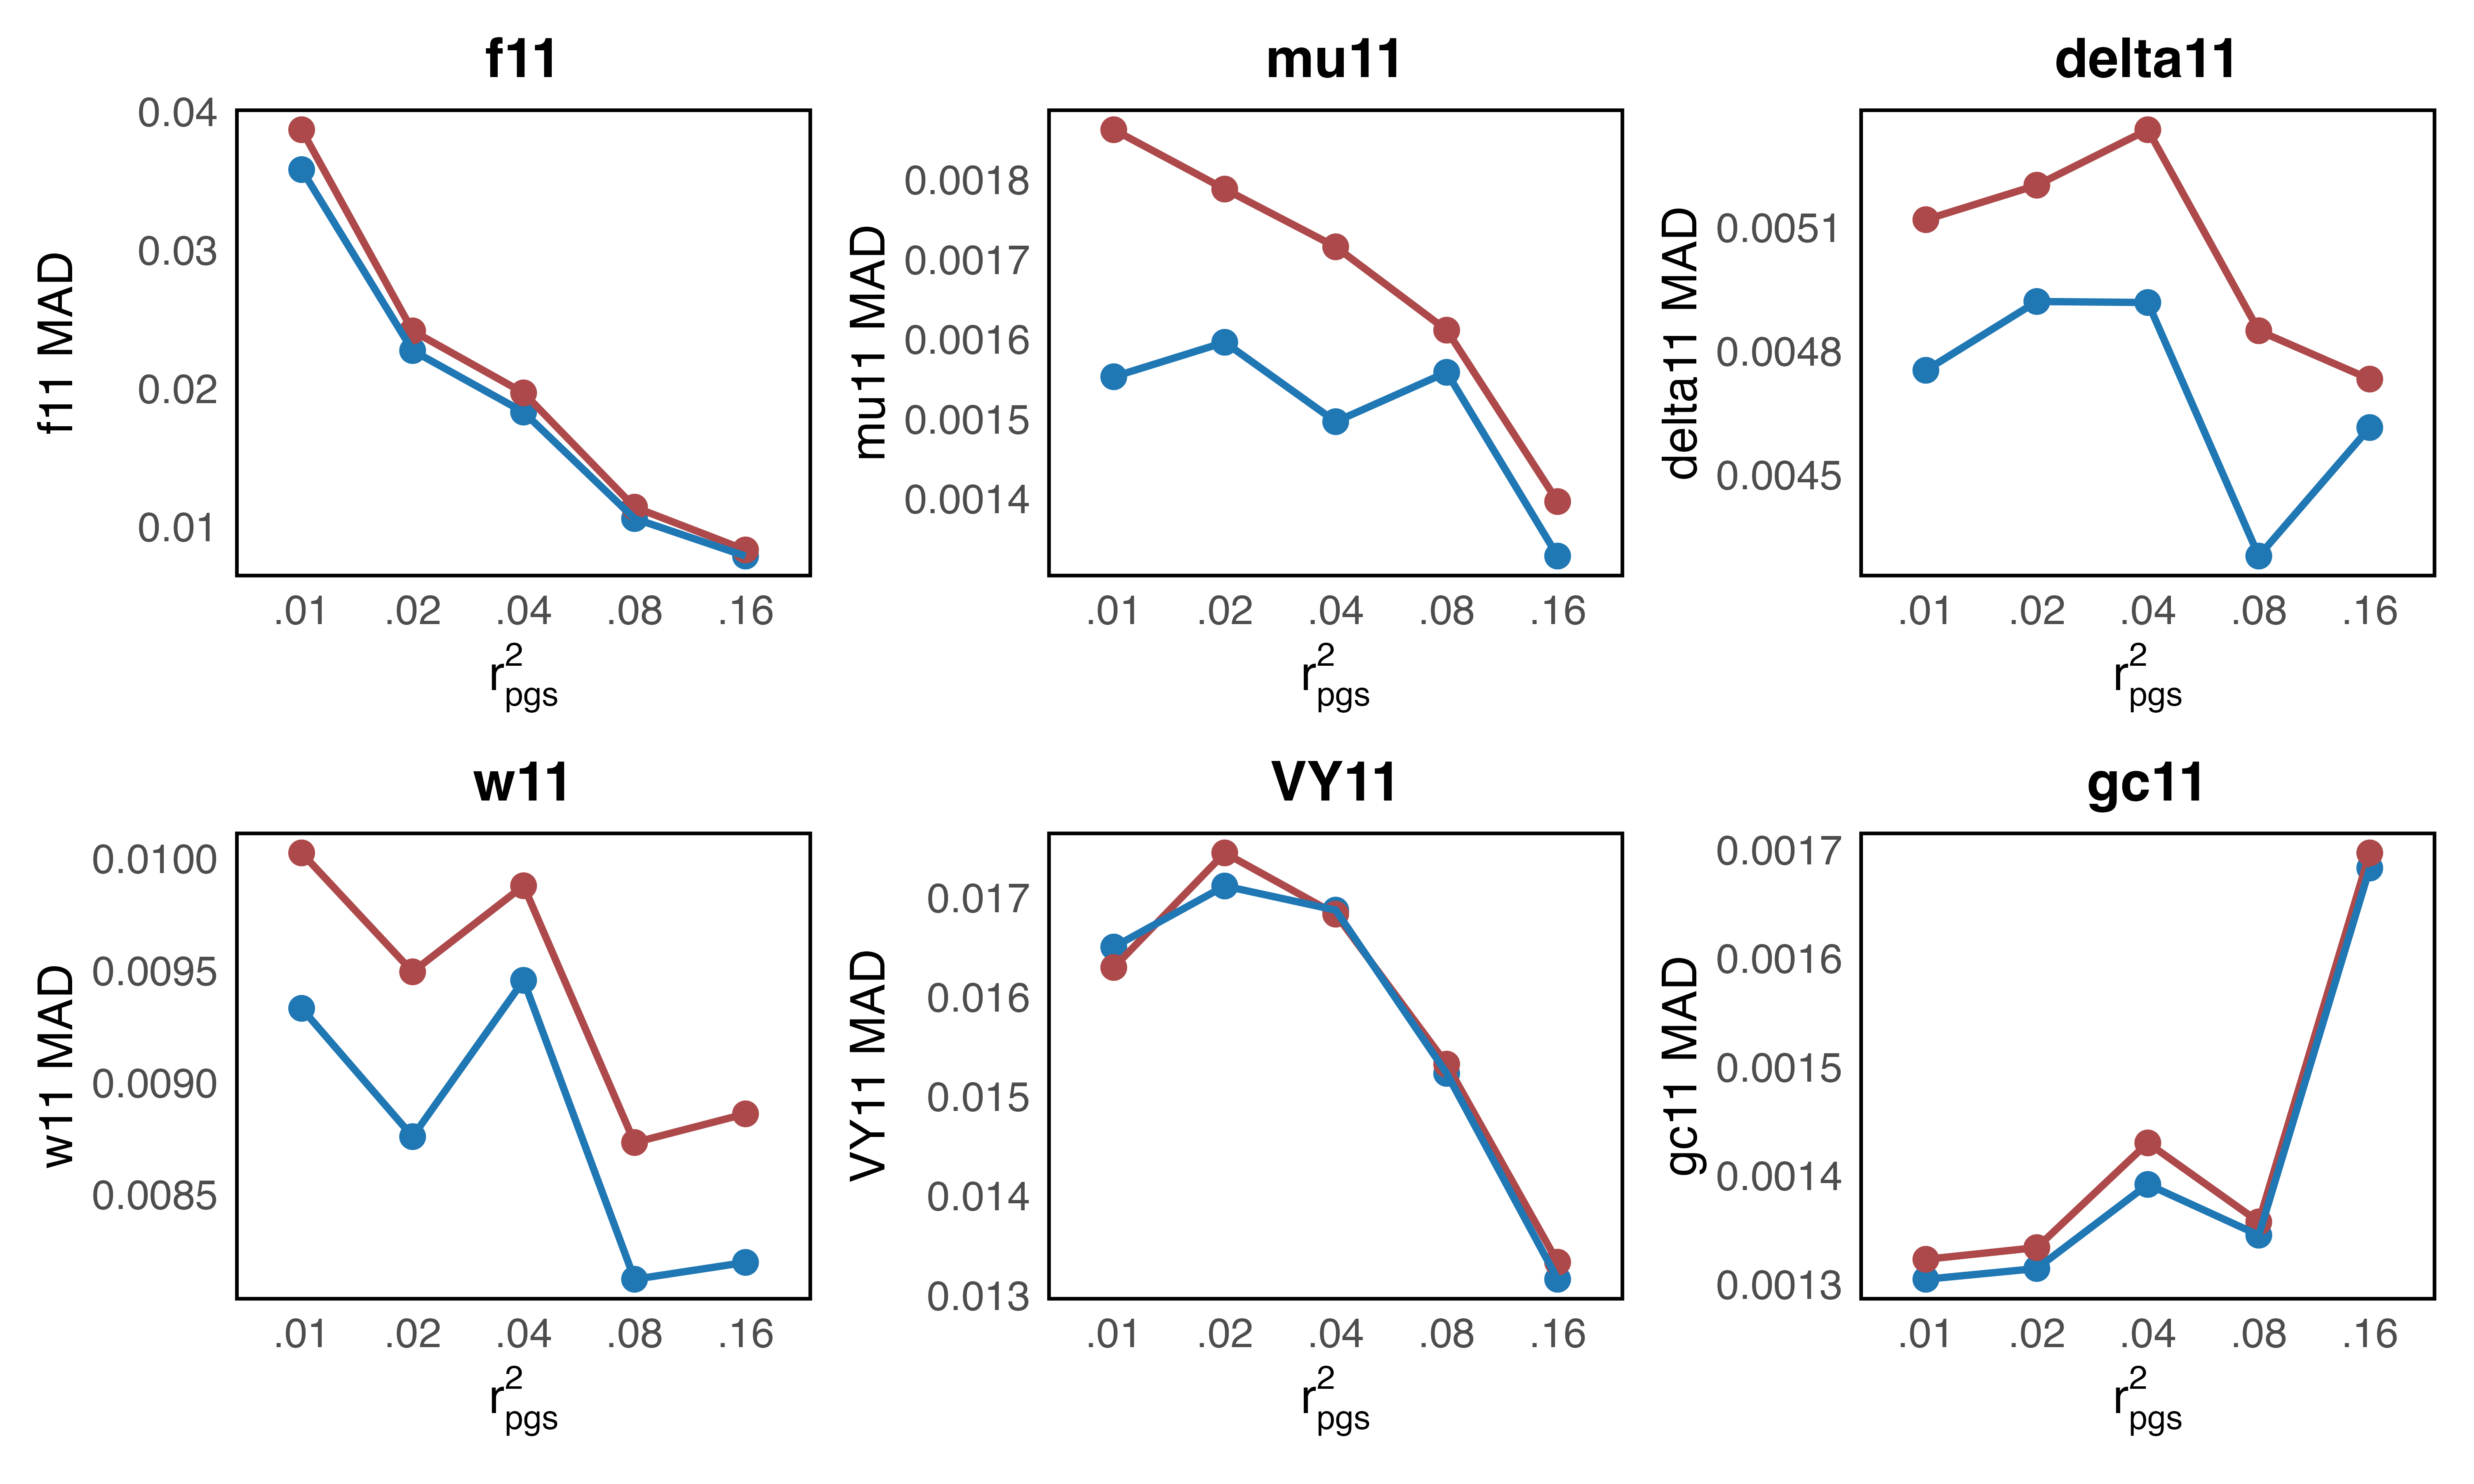 f11
mu11
delta11
0.04
0.03
0.02
0.01
f11 MAD
.01 .02 .04 .08 .16
r²pgs
0.0018
0.0017
0.0016
0.0015
0.0014
mu11 MAD
.01 .02 .04 .08 .16
r²pgs
0.0051
0.0048
0.0045
delta11 MAD
.01 .02 .04 .08 .16
r²pgs
w11
VY11
gc11
0.0100
0.0095
0.0090
0.0085
w11 MAD
.01 .02 .04 .08 .16
r²pgs
0.017
0.016
0.015
0.014
0.013
VY11 MAD
.01 .02 .04 .08 .16
r²pgs
0.0017
0.0016
0.0015
0.0014
0.0013
gc11 MAD
.01 .02 .04 .08 .16
r²pgs